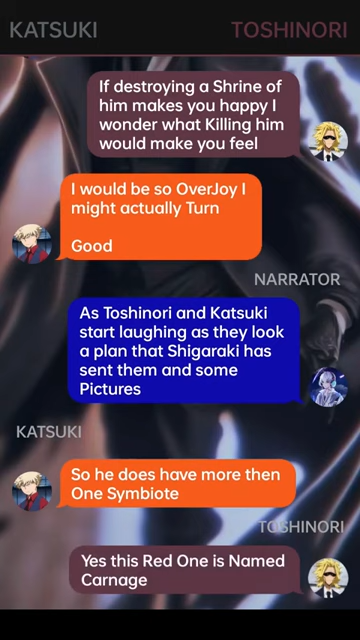 KATSUKI
TOSHINORI
If destroying a Shrine of
him makes you happy I
wonder what Killing him
would make you feel
I would be so OverJoy I
might actually Turn
Good
NARRATOR
As Toshinori and Katsuki
start laughing as they look
a plan that Shigaraki has
sent them and some
Pictures
KATSUKI
So he does have more then
One Symbiote
TOSHINORI
Yes this Red One is Named
Carnage